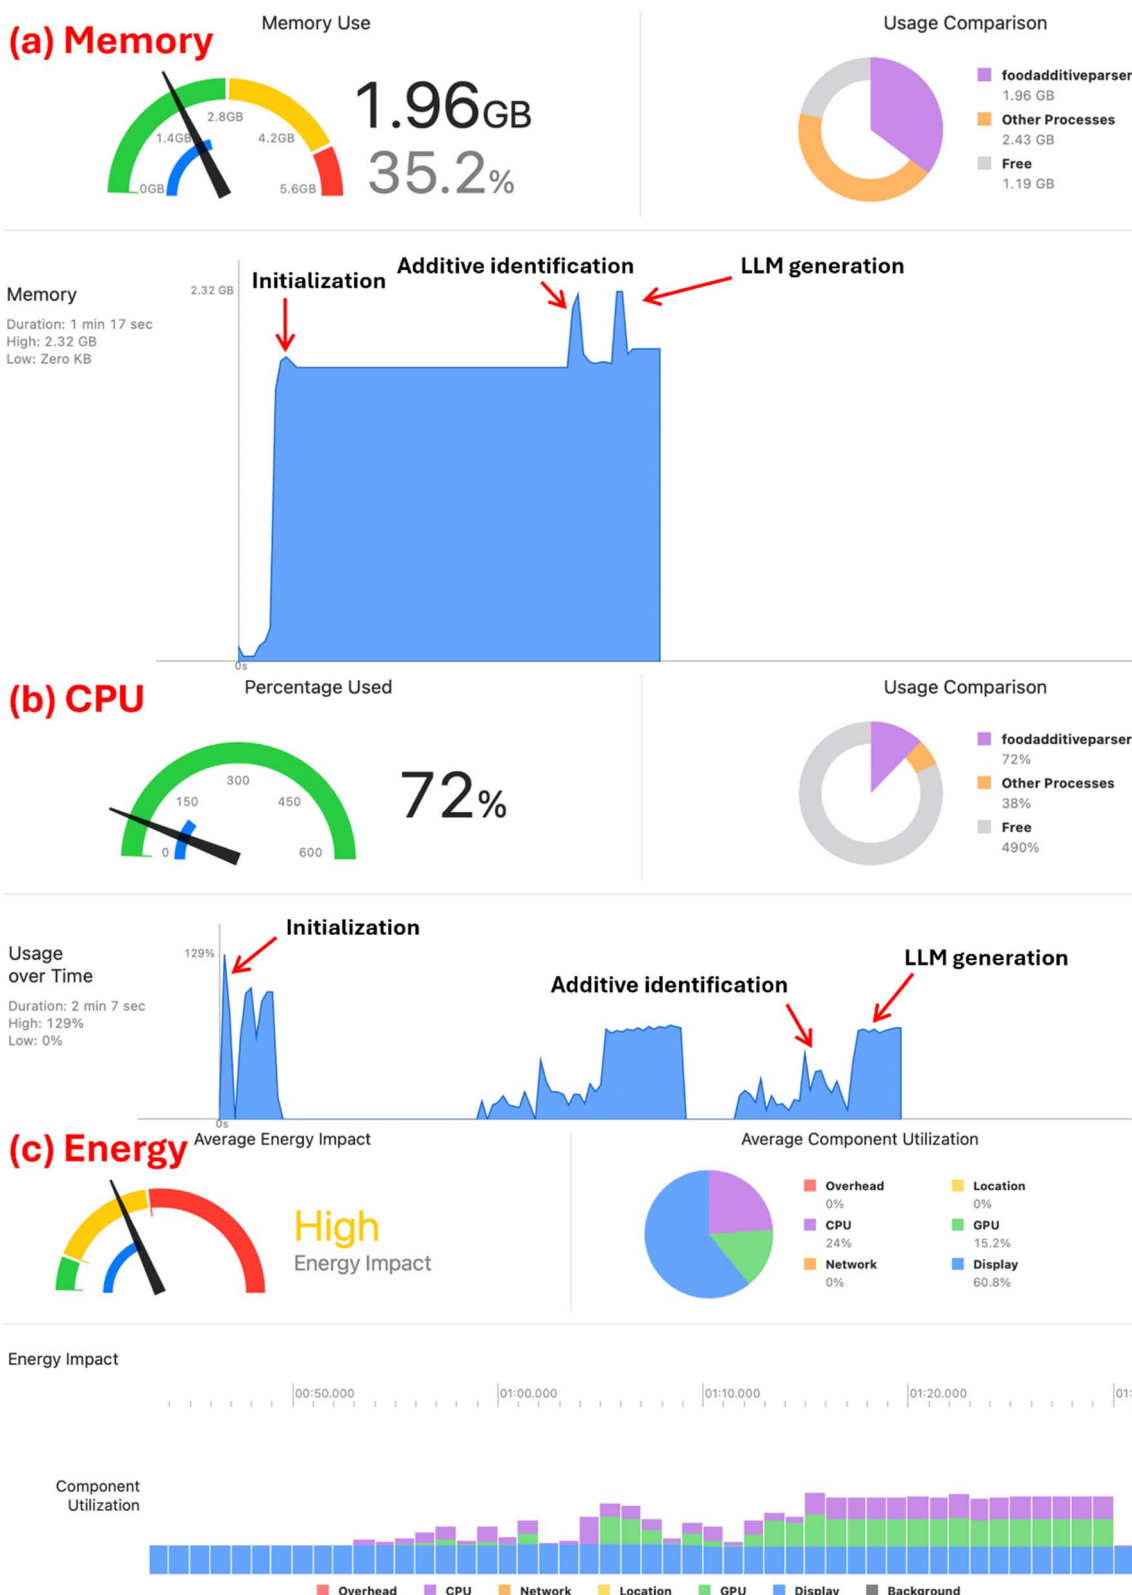 (a) Memory
Memory Use
Usage Comparison
1.96GB
35.2%
0GB
1.4GB
2.8GB
4.2GB
5.6GB
foodadditiveparser
1.96 GB
Other Processes
2.43 GB
Free
1.19 GB
Memory
Duration: 1 min 17 sec
High: 2.32 GB
Low: Zero KB
2.32 GB
Initialization
Additive identification
LLM generation
0s
(b) CPU
Percentage Used
Usage Comparison
0
150
300
450
600
72%
foodadditiveparser
72%
Other Processes
38%
Free
490%
Usage
over Time
Duration: 2 min 7 sec
High: 129%
Low: 0%
129%
Initialization
Additive identification
LLM generation
0s
(c) Energy
Average Energy Impact
Average Component Utilization
High
Energy Impact
Overhead
0%
Location
0%
CPU
24%
GPU
15.2%
Network
0%
Display
60.8%
Energy Impact
00:50.000
01:00.000
01:10.000
01:20.000
01:
Component
Utilization
Overhead CPU Network Location GPU Display Background